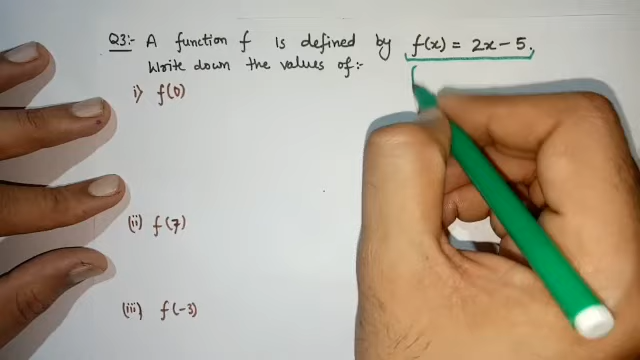 Q3:- A function f is defined by f(x) = 2x - 5.
Write down the values of:-
i) f(0)
(ii) f(7)
(iii) f(-3)